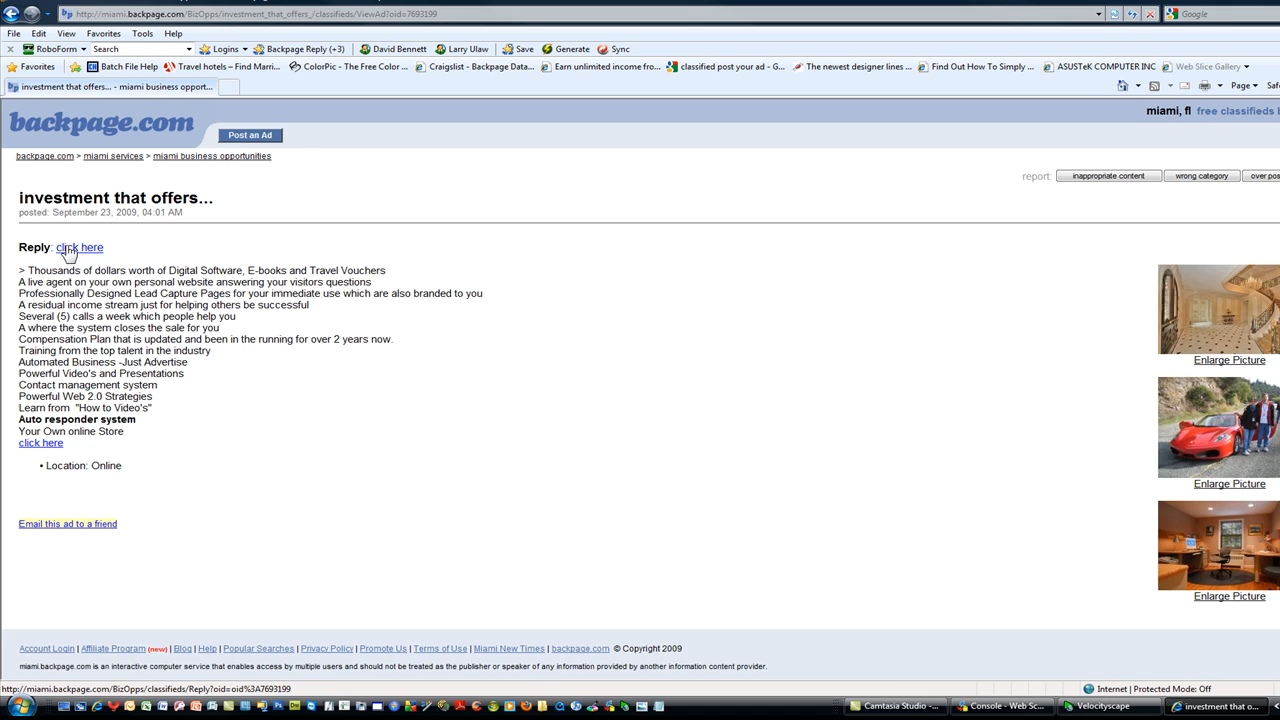 http://miami.backpage.com/BizOpps/investment_that_offers_/classifieds/ViewAd?oid=7693199
Google
File Edit View Favorites Tools Help
RoboForm Search Logins Backpage Reply (+3) David Bennett Larry Ulaw Save Generate Sync
Favorites Batch File Help Travel hotels – Find Marri... ColorPic - The Free Color ... Craigslist - Backpage Data... Earn unlimited income fro... classified post your ad - G... The newest designer lines ... Find Out How To Simply ... ASUSTeK COMPUTER INC Web Slice Gallery
investment that offers... - miami business opport... Page Saf
backpage.com
miami, fl free classifieds
Post an Ad
backpage.com > miami services > miami business opportunities
report: inappropriate content wrong category over pos
investment that offers...
posted: September 23, 2009, 04:01 AM
Reply: click here
> Thousands of dollars worth of Digital Software, E-books and Travel Vouchers
A live agent on your own personal website answering your visitors questions
Professionally Designed Lead Capture Pages for your immediate use which are also branded to you
A residual income stream just for helping others be successful
Several (5) calls a week which people help you
A where the system closes the sale for you
Compensation Plan that is updated and been in the running for over 2 years now.
Training from the top talent in the industry
Automated Business -Just Advertise
Powerful Video's and Presentations
Contact management system
Powerful Web 2.0 Strategies
Learn from "How to Video's"
Auto responder system
Your Own online Store
click here
• Location: Online
Email this ad to a friend
Enlarge Picture
Enlarge Picture
Enlarge Picture
Account Login | Affiliate Program (new) | Blog | Help | Popular Searches | Privacy Policy | Promote Us | Terms of Use | Miami New Times | backpage.com © Copyright 2009
miami.backpage.com is an interactive computer service that enables access by multiple users and should not be treated as the publisher or speaker of any information provided by another information content provider.
http://miami.backpage.com/BizOpps/classifieds/Reply?oid=oid%3A7693199
Internet | Protected Mode: Off
Camtasia Studio -... Console - Web Sc... Velocityscape investment that o...